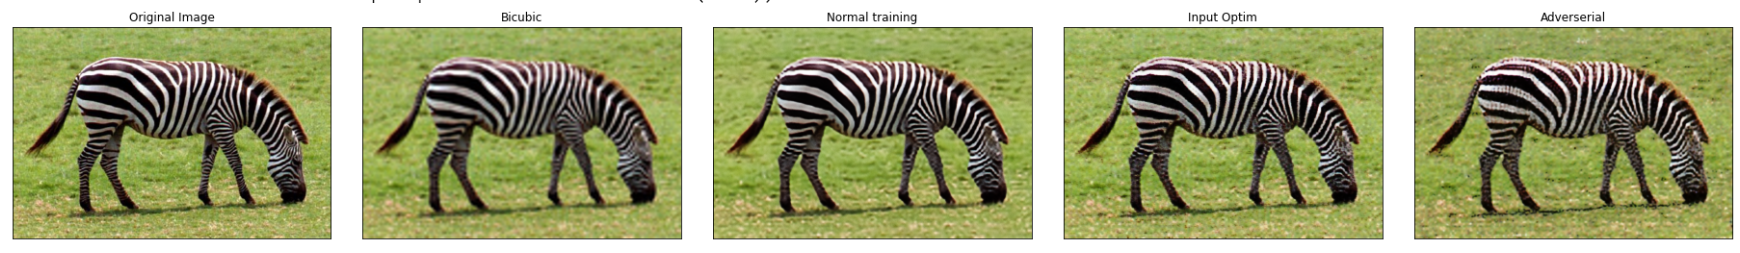 Original Image
Bicubic
Normal training
Input Optim
Adverserial